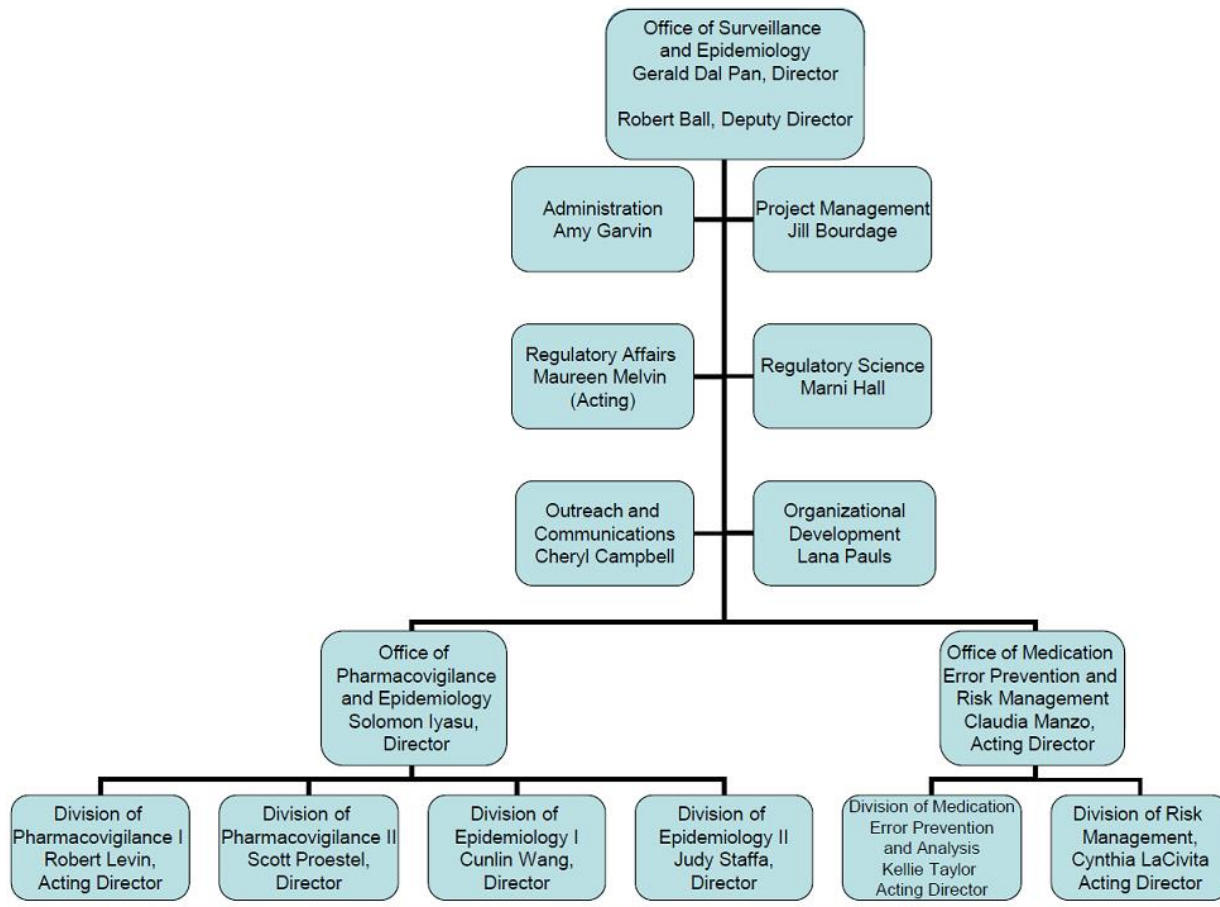 Office of Surveillance
and Epidemiology
Gerald Dal Pan, Director
Robert Ball, Deputy Director
Administration
Amy Garvin
Project Management
Jill Bourdage
Regulatory Affairs
Maureen Melvin
(Acting)
Regulatory Science
Marni Hall
Outreach and
Communications
Cheryl Campbell
Organizational
Development
Lana Pauls
Office of
Pharmacovigilance
and Epidemiology
Solomon Iyasu,
Director
Office of Medication
Error Prevention and
Risk Management
Claudia Manzo,
Acting Director
Division of
Pharmacovigilance I
Robert Levin,
Acting Director
Division of
Pharmacovigilance II
Scott Proestel,
Director
Division of
Epidemiology I
Cunlin Wang,
Director
Division of
Epidemiology II
Judy Staffa,
Director
Division of Medication
Error Prevention
and Analysis
Kellie Taylor
Acting Director
Division of Risk
Management,
Cynthia LaCivita
Acting Director